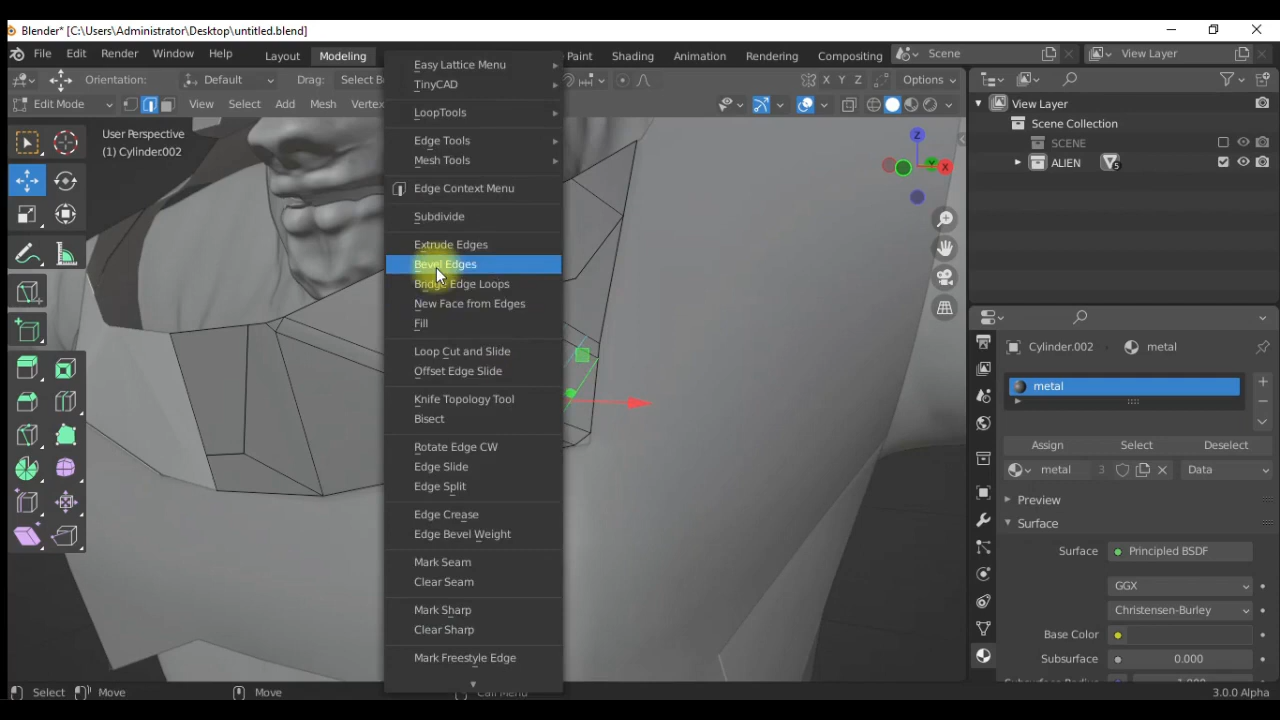 Blender* [C:\Users\Administrator\Desktop\untitled.blend]
File Edit Render Window Help Layout Modeling Paint Shading Animation Rendering Compositing Scene View Layer
Orientation: Default Drag: Select B X Y Z Options
Edit Mode View Select Add Mesh Vertex
User Perspective
(1) Cylinder.002
Easy Lattice Menu
TinyCAD
LoopTools
Edge Tools
Mesh Tools
Edge Context Menu
Subdivide
Extrude Edges
Bevel Edges
Bridge Edge Loops
New Face from Edges
Fill
Loop Cut and Slide
Offset Edge Slide
Knife Topology Tool
Bisect
Rotate Edge CW
Edge Slide
Edge Split
Edge Crease
Edge Bevel Weight
Mark Seam
Clear Seam
Mark Sharp
Clear Sharp
Mark Freestyle Edge
Z
Y
X
View Layer
Scene Collection
SCENE
ALIEN 5
Cylinder.002 metal
metal
Assign Select Deselect
metal 3 Data
Preview
Surface
Surface Principled BSDF
GGX
Christensen-Burley
Base Color
Subsurface 0.000
Select Move Move Call Menu 3.0.0 Alpha